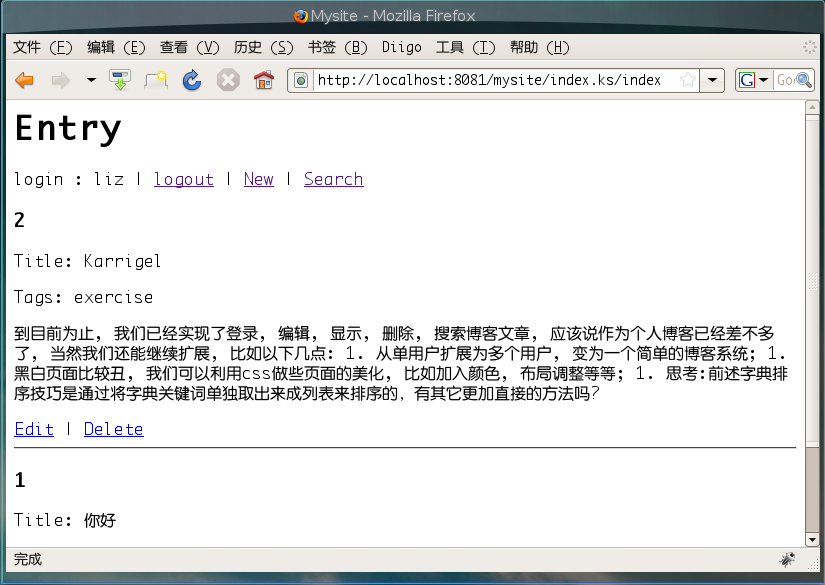 Mysite - Mozilla Firefox
文件 (F) 编辑 (E) 查看 (V) 历史 (S) 书签 (B) Diigo 工具 (T) 帮助 (H)
http://localhost:8081/mysite/index.ks/index G Go
Entry
login : liz | logout | New | Search
2
Title: Karrigel
Tags: exercise
到目前为止, 我们已经实现了登录, 编辑, 显示, 删除, 搜索博客文章, 应该说作为个人博客已经差不多
了, 当然我们还能继续扩展, 比如以下几点: 1. 从单用户扩展为多个用户, 变为一个简单的博客系统; 1.
黑白页面比较丑, 我们可以利用css做些页面的美化, 比如加入颜色, 布局调整等等; 1. 思考:前述字典排
序技巧是通过将字典关键词单独取出来成列表来排序的, 有其它更加直接的方法吗?
Edit | Delete
1
Title: 你好
完成